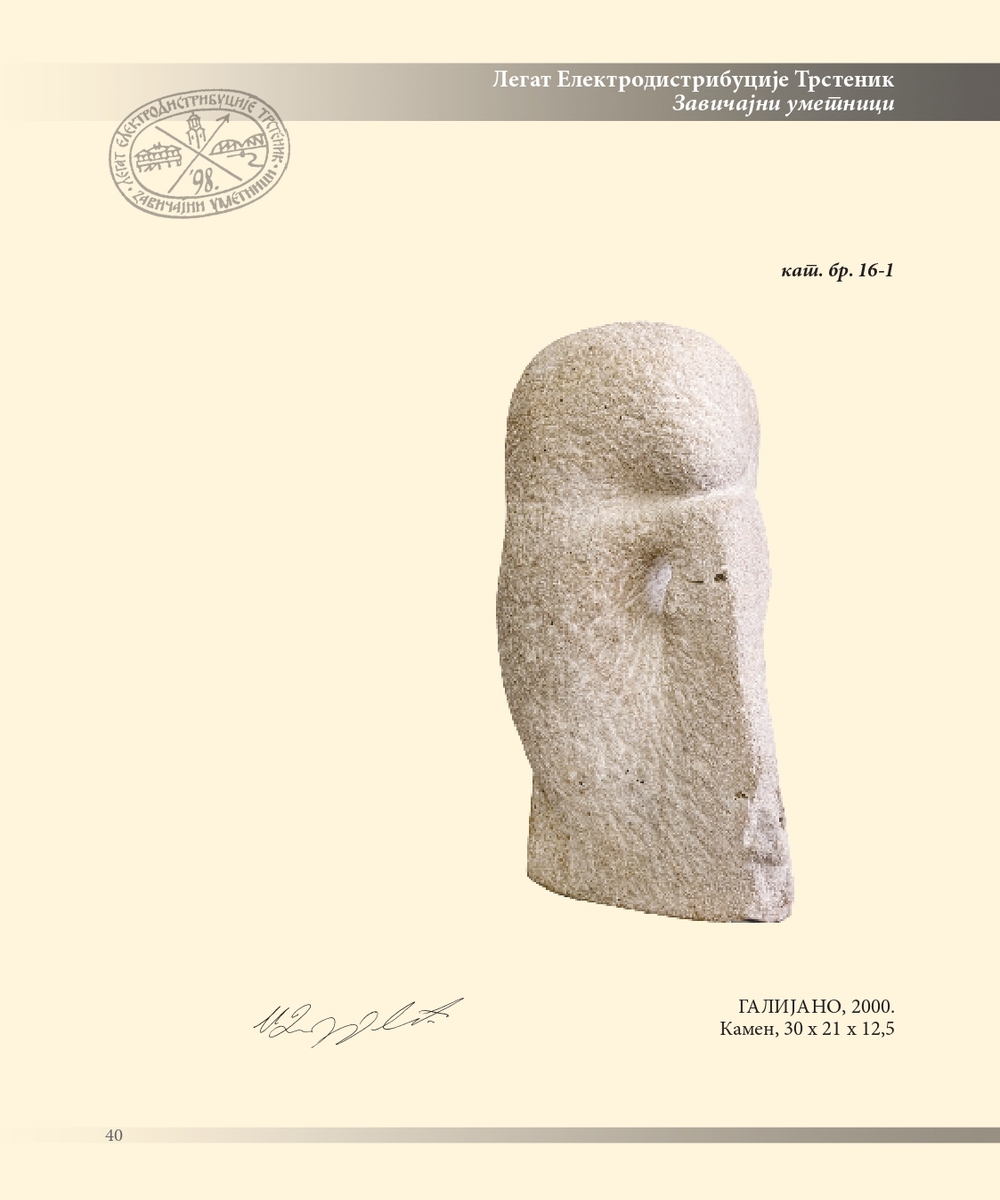 Легат Електродистрибуције Трстеник
Завичајни уметници
ЛЕГАТ ЕЛЕКТРОДИСТРИБУЦИЈЕ ТРСТЕНИК
'98.
ЗАВИЧАЈНИ УМЕТНИЦИ
кат. бр. 16-1
ГАЛИЈАНО, 2000.
Камен, 30 x 21 x 12,5
40